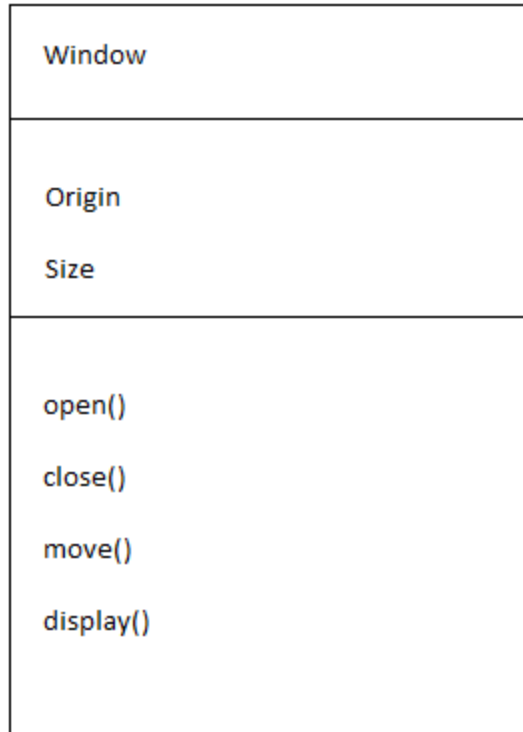 Window
Origin
Size
open()
close()
move()
display()